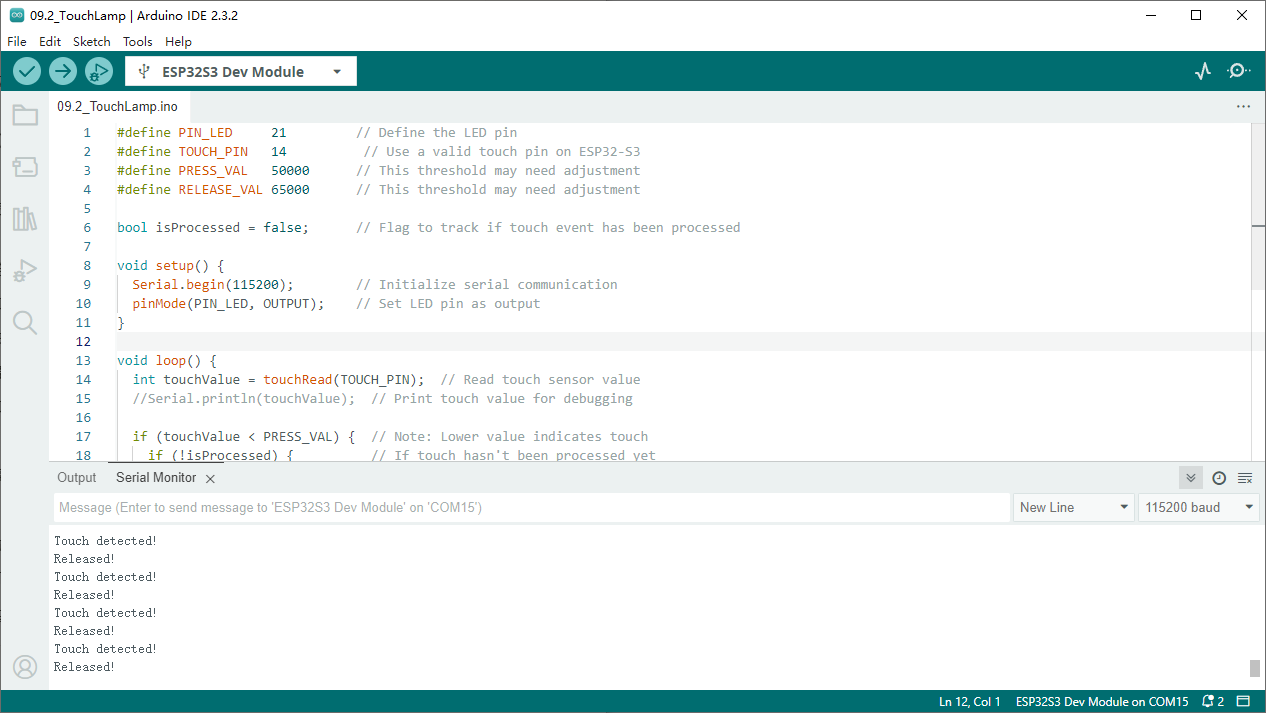 09.2_TouchLamp | Arduino IDE 2.3.2
File Edit Sketch Tools Help
ESP32S3 Dev Module
09.2_TouchLamp.ino
1 #define PIN_LED     21         // Define the LED pin
2 #define TOUCH_PIN   14          // Use a valid touch pin on ESP32-S3
3 #define PRESS_VAL   50000      // This threshold may need adjustment
4 #define RELEASE_VAL 65000      // This threshold may need adjustment
5
6 bool isProcessed = false;      // Flag to track if touch event has been processed
7
8 void setup() {
9   Serial.begin(115200);        // Initialize serial communication
10   pinMode(PIN_LED, OUTPUT);    // Set LED pin as output
11 }
12
13 void loop() {
14   int touchValue = touchRead(TOUCH_PIN);  // Read touch sensor value
15   //Serial.println(touchValue);  // Print touch value for debugging
16
17   if (touchValue < PRESS_VAL) {  // Note: Lower value indicates touch
18     if (!isProcessed) {          // If touch hasn't been processed yet
Output Serial Monitor
Message (Enter to send message to 'ESP32S3 Dev Module' on 'COM15') New Line 115200 baud
Touch detected!
Released!
Touch detected!
Released!
Touch detected!
Released!
Touch detected!
Released!
Ln 12, Col 1 ESP32S3 Dev Module on COM15 2